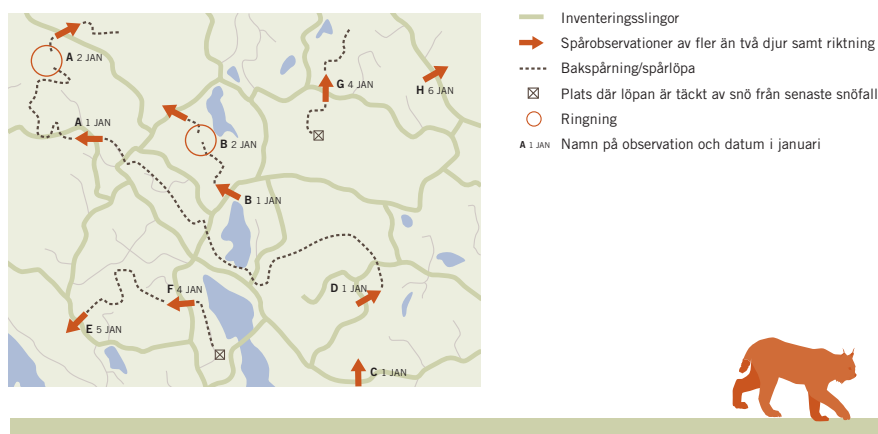 A 2 JAN
G 4 JAN
H 6 JAN
A 1 JAN
B 2 JAN
B 1 JAN
F 4 JAN
D 1 JAN
E 5 JAN
C 1 JAN
Inventeringsslingor
Spårobservationer av fler än två djur samt riktning
Bakspårning/spårlöpa
Plats där löpan är täckt av snö från senaste snöfall
Ringning
A 1 JAN Namn på observation och datum i januari